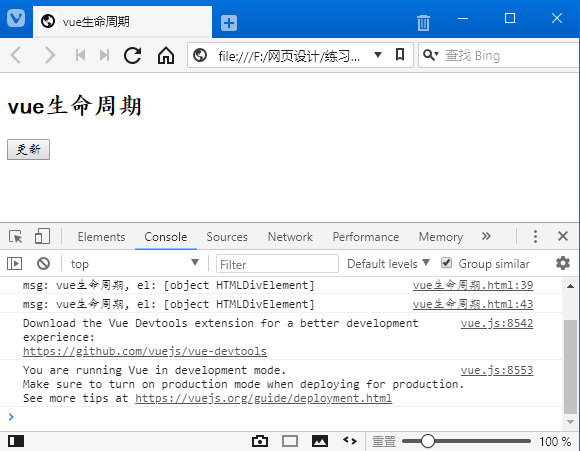 vue生命周期
file:///F:/网页设计/练习...
查找 Bing
vue生命周期
更新
Elements Console Sources Network Performance Memory
top Filter Default levels Group similar
msg: vue生命周期, el: [object HTMLDivElement] vue生命周期.html:39
msg: vue生命周期, el: [object HTMLDivElement] vue生命周期.html:43
Download the Vue Devtools extension for a better development vue.js:8542
experience:
https://github.com/vuejs/vue-devtools
You are running Vue in development mode. vue.js:8553
Make sure to turn on production mode when deploying for production.
See more tips at https://vuejs.org/guide/deployment.html
重置 100 %